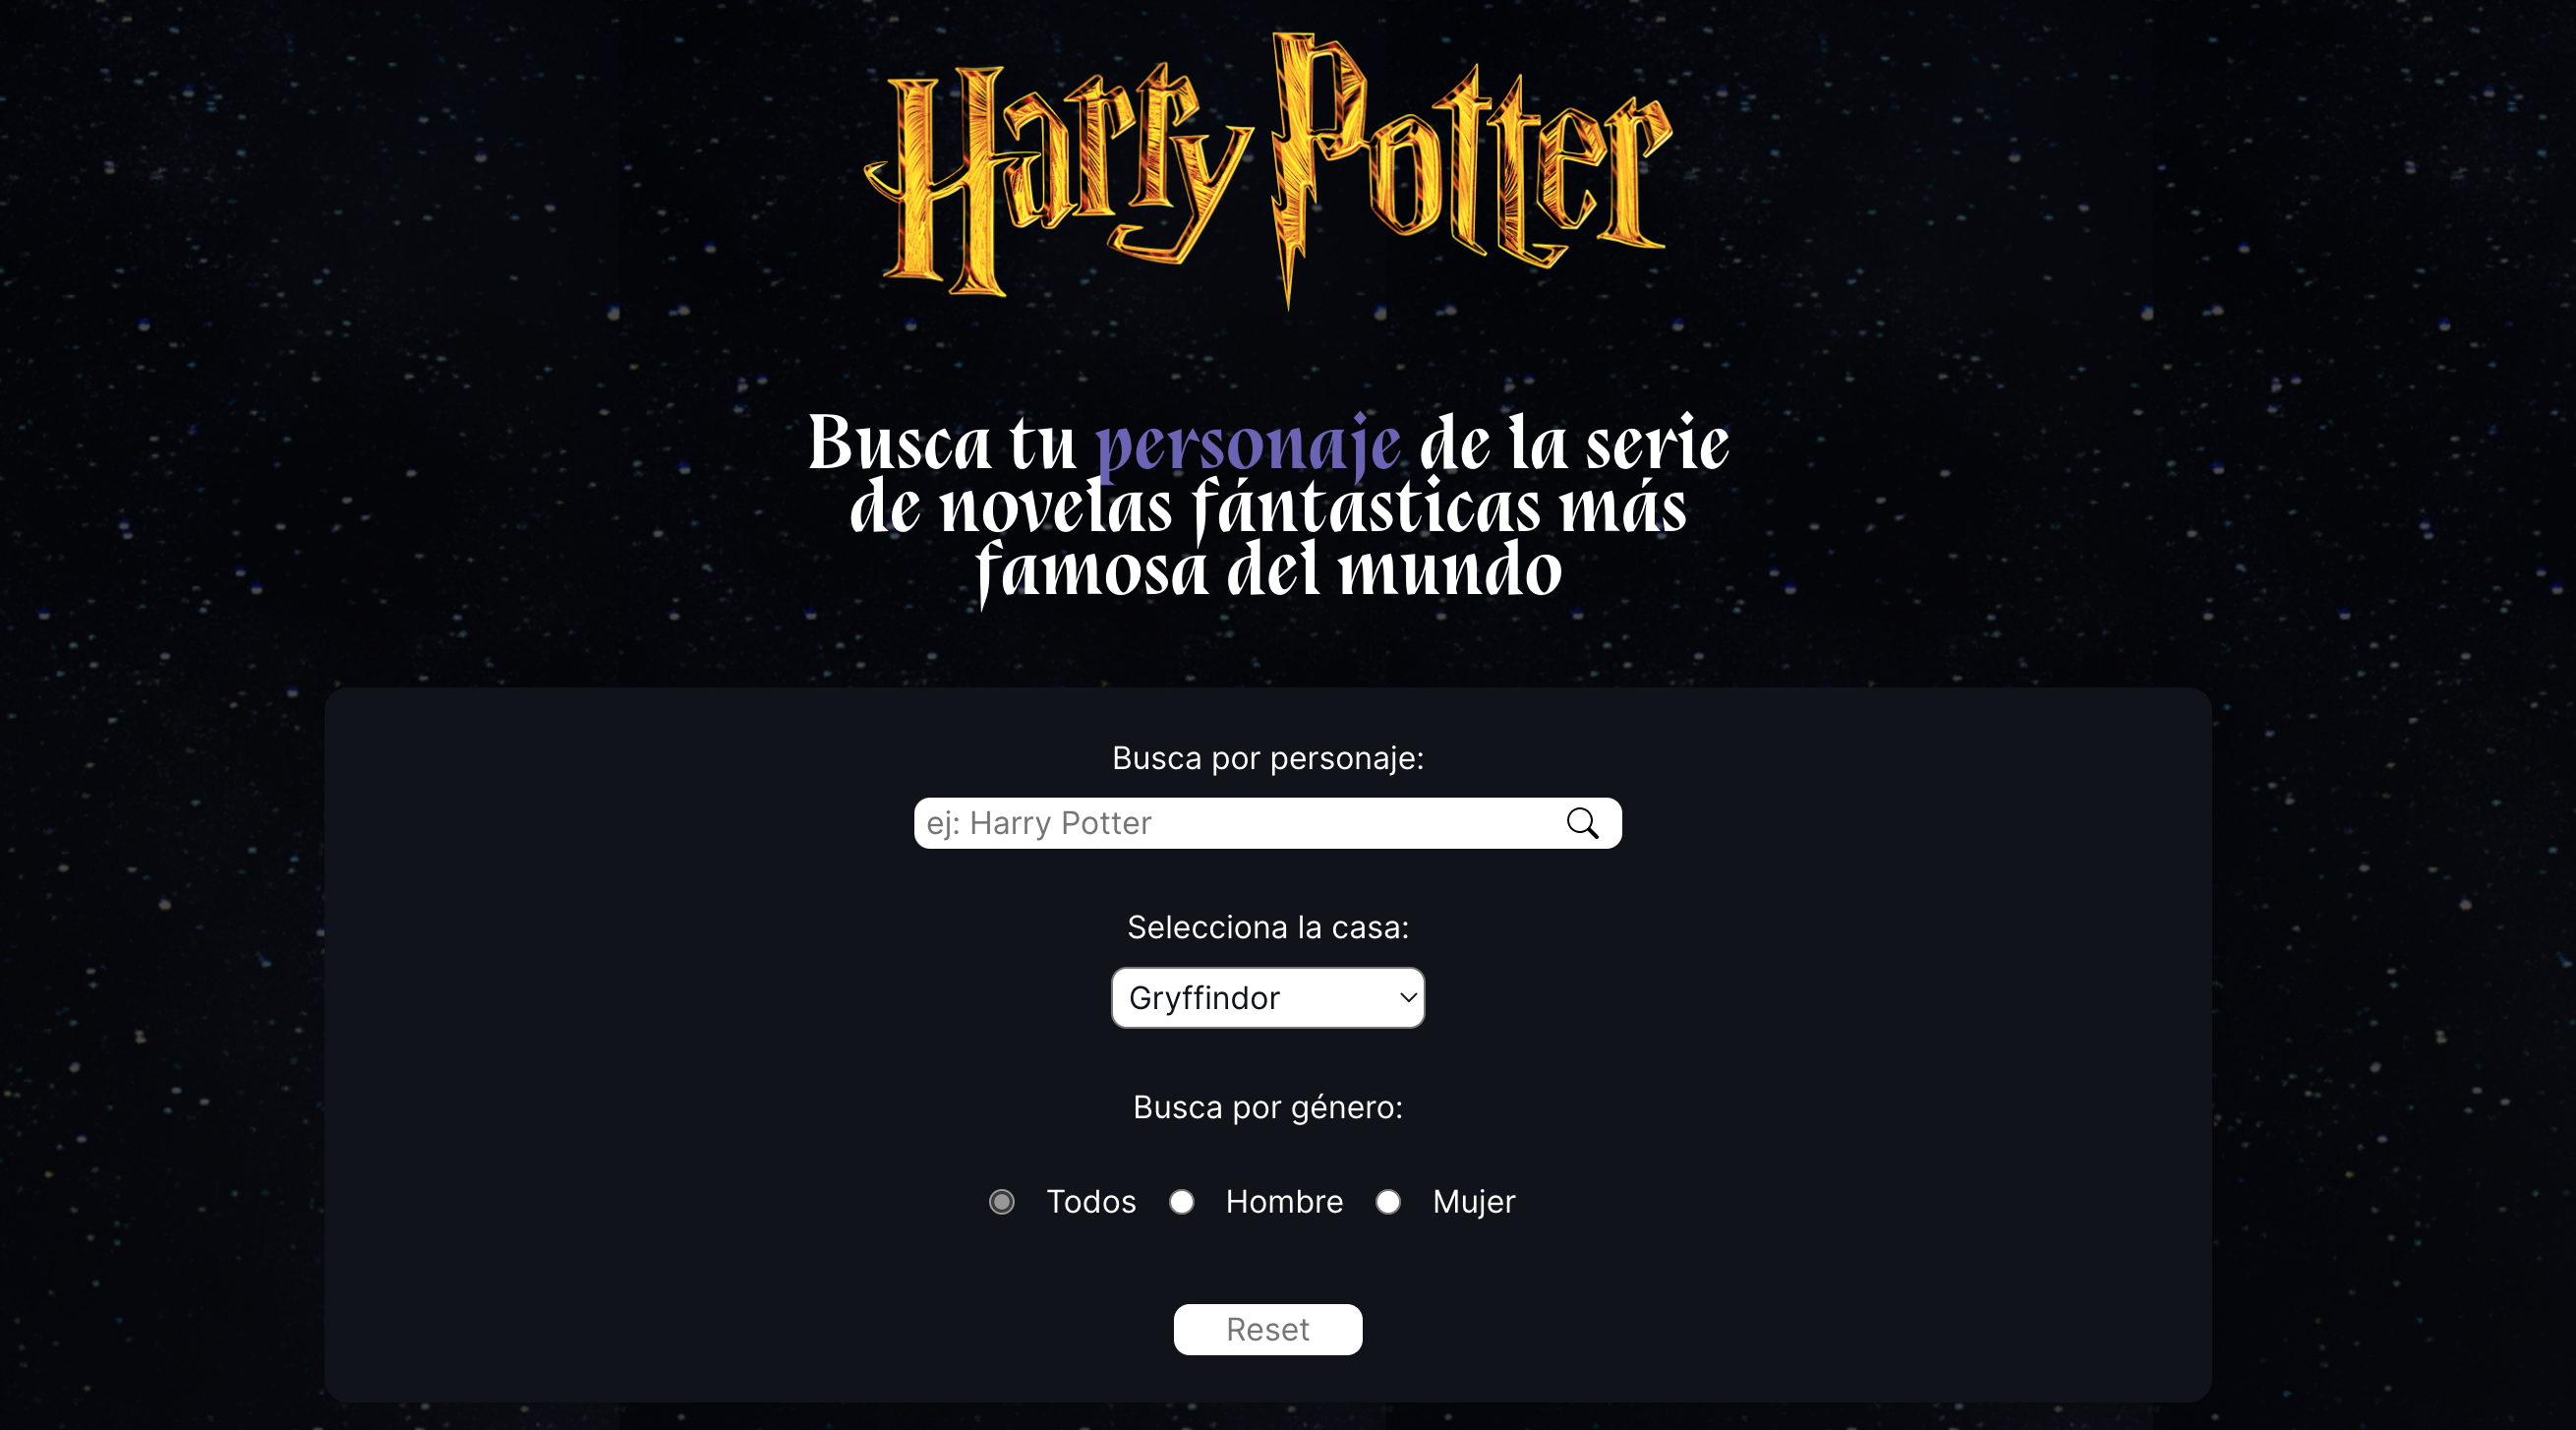 Harry Potter
Busca tu personaje de la serie
de novelas fántasticas más
famosa del mundo
Busca por personaje:
ej: Harry Potter
Selecciona la casa:
Gryffindor
Busca por género:
Todos Hombre Mujer
Reset